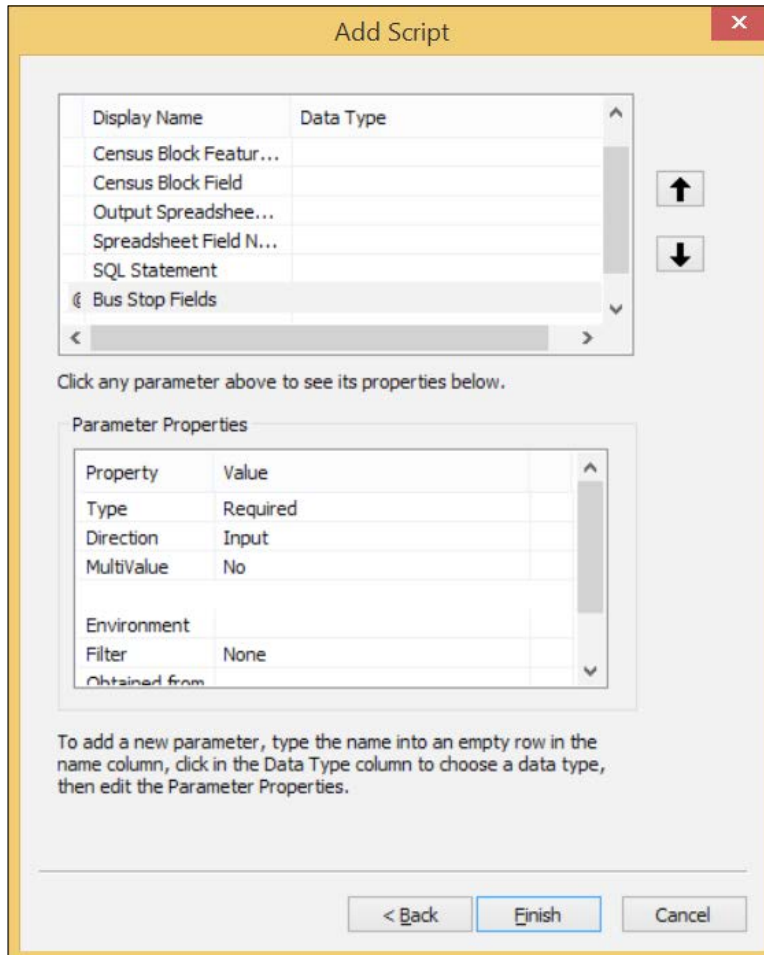 Add Script
Display Name Data Type
Census Block Featur...
Census Block Field
Output Spreadshee...
Spreadsheet Field N...
SQL Statement
Bus Stop Fields
Click any parameter above to see its properties below.
Parameter Properties
Property Value
Type Required
Direction Input
MultiValue No
Environment
Filter None
Obtained from
To add a new parameter, type the name into an empty row in the
name column, click in the Data Type column to choose a data type,
then edit the Parameter Properties.
< Back Finish Cancel